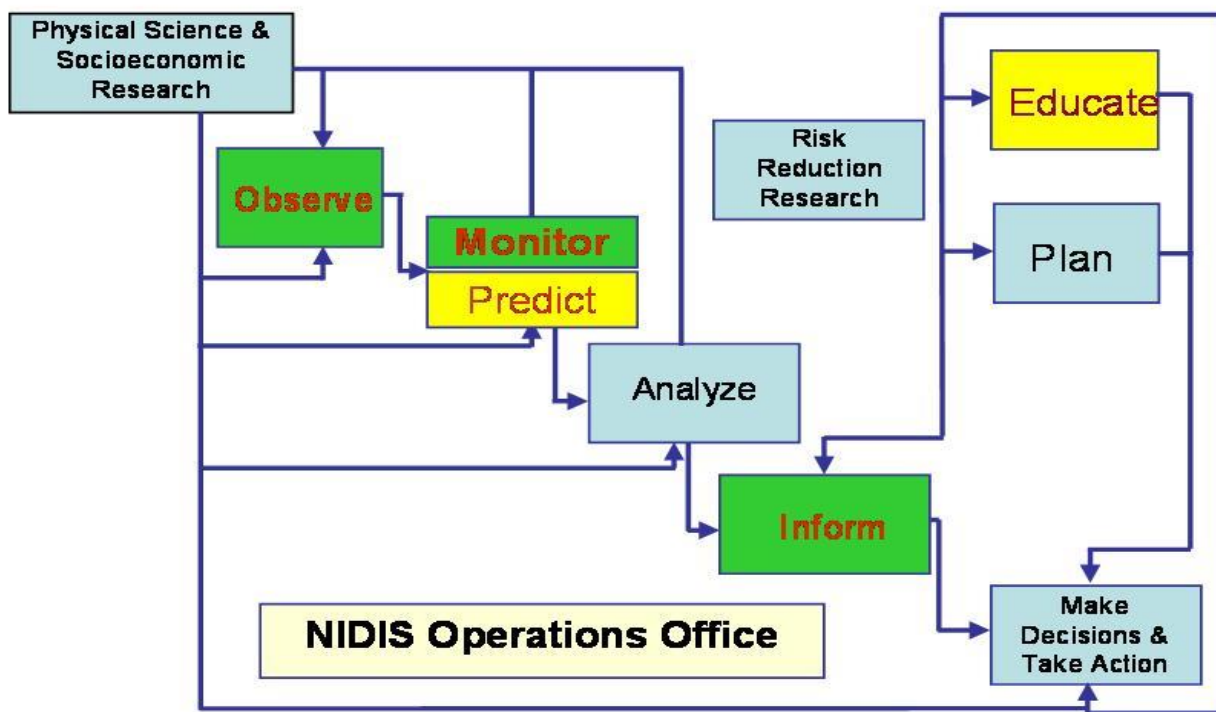 Physical Science &
Socioeconomic
Research
Educate
Risk
Reduction
Research
Observe
Monitor
Plan
Predict
Analyze
Inform
NIDIS Operations Office
Make
Decisions &
Take Action